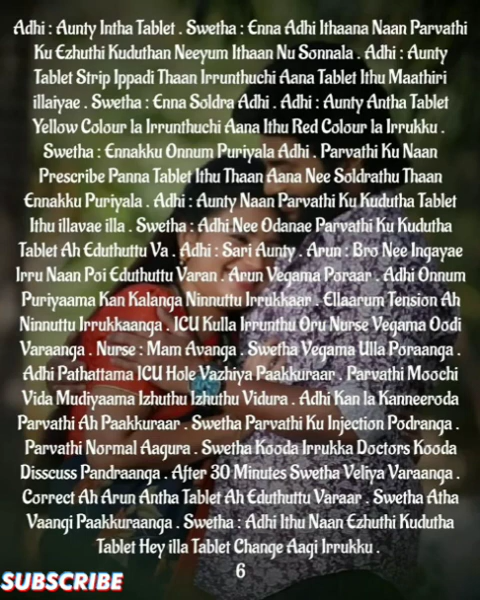 Adhi : Aunty Intha Tablet . Swetha : Enna Adhi Ithaana Naan Parvathi
Ku Ezhuthi Kuduthan Neeyum Ithaan Nu Sonnala . Adhi : Aunty
Tablet Strip Ippadi Thaan Irrunthuchi Aana Tablet Ithu Maathiri
illaiyae . Swetha : Enna Soldra Adhi . Adhi : Aunty Antha Tablet
Yellow Colour la Irrunthuchi Aana Ithu Red Colour la Irrukku .
Swetha : Ennakku Onnum Puriyala Adhi . Parvathi Ku Naan
Prescribe Panna Tablet Ithu Thaan Aana Nee Soldrathu Thaan
Ennakku Puriyala . Adhi : Aunty Naan Parvathi Ku Kudutha Tablet
Ithu illavae illa . Swetha : Adhi Nee Odanae Parvathi Ku Kudutha
Tablet Ah Eduthuttu Va . Adhi : Sari Aunty . Arun : Bro Nee Ingayae
Irru Naan Poi Eduthuttu Varan . Arun Vegama Poraar . Adhi Onnum
Puriyaama Kan Kalanga Ninnuttu Irrukkaar . Ellaarum Tension Ah
Ninnuttu Irrukkaanga . ICU Kulla Irrunthu Oru Nurse Vegama Oodi
Varaanga . Nurse : Mam Avanga . Swetha Vegama Ulla Poraanga .
Adhi Pathattama ICU Hole Vazhiya Paakkuraar . Parvathi Moochi
Vida Mudiyaama Izhuthu Izhuthu Vidura . Adhi Kan la Kanneeroda
Parvathi Ah Paakkuraar . Swetha Parvathi Ku Injection Podranga .
Parvathi Normal Aagura . Swetha Kooda Irrukka Doctors Kooda
Disscuss Pandraanga . After 30 Minutes Swetha Veliya Varaanga .
Correct Ah Arun Antha Tablet Ah Eduthuttu Varaar . Swetha Atha
Vaangi Paakkuraanga . Swetha : Adhi Ithu Naan Ezhuthi Kudutha
Tablet Hey illa Tablet Change Aagi Irrukku .
6
SUBSCRIBE